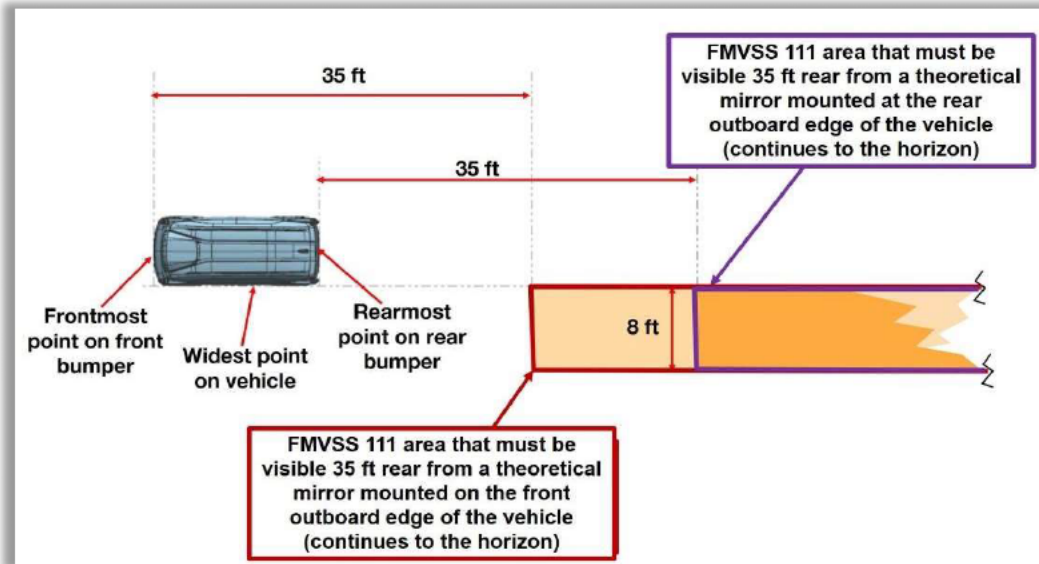 35 ft
FMVSS 111 area that must be
visible 35 ft rear from a theoretical
mirror mounted at the rear
outboard edge of the vehicle
(continues to the horizon)
35 ft
Frontmost
point on front
bumper
Widest point
on vehicle
Rearmost
point on rear
bumper
8 ft
FMVSS 111 area that must be
visible 35 ft rear from a theoretical
mirror mounted on the front
outboard edge of the vehicle
(continues to the horizon)